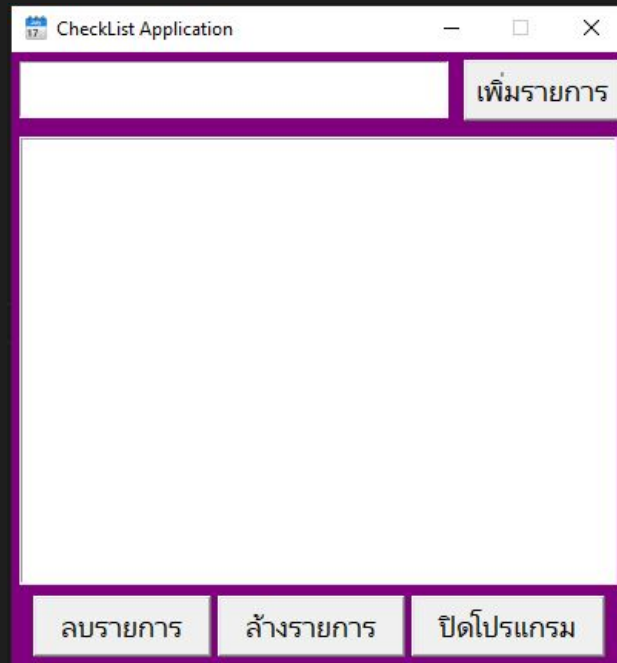 CheckList Application
เพิ่มรายการ
ลบรายการ ล้างรายการ ปิดโปรแกรม